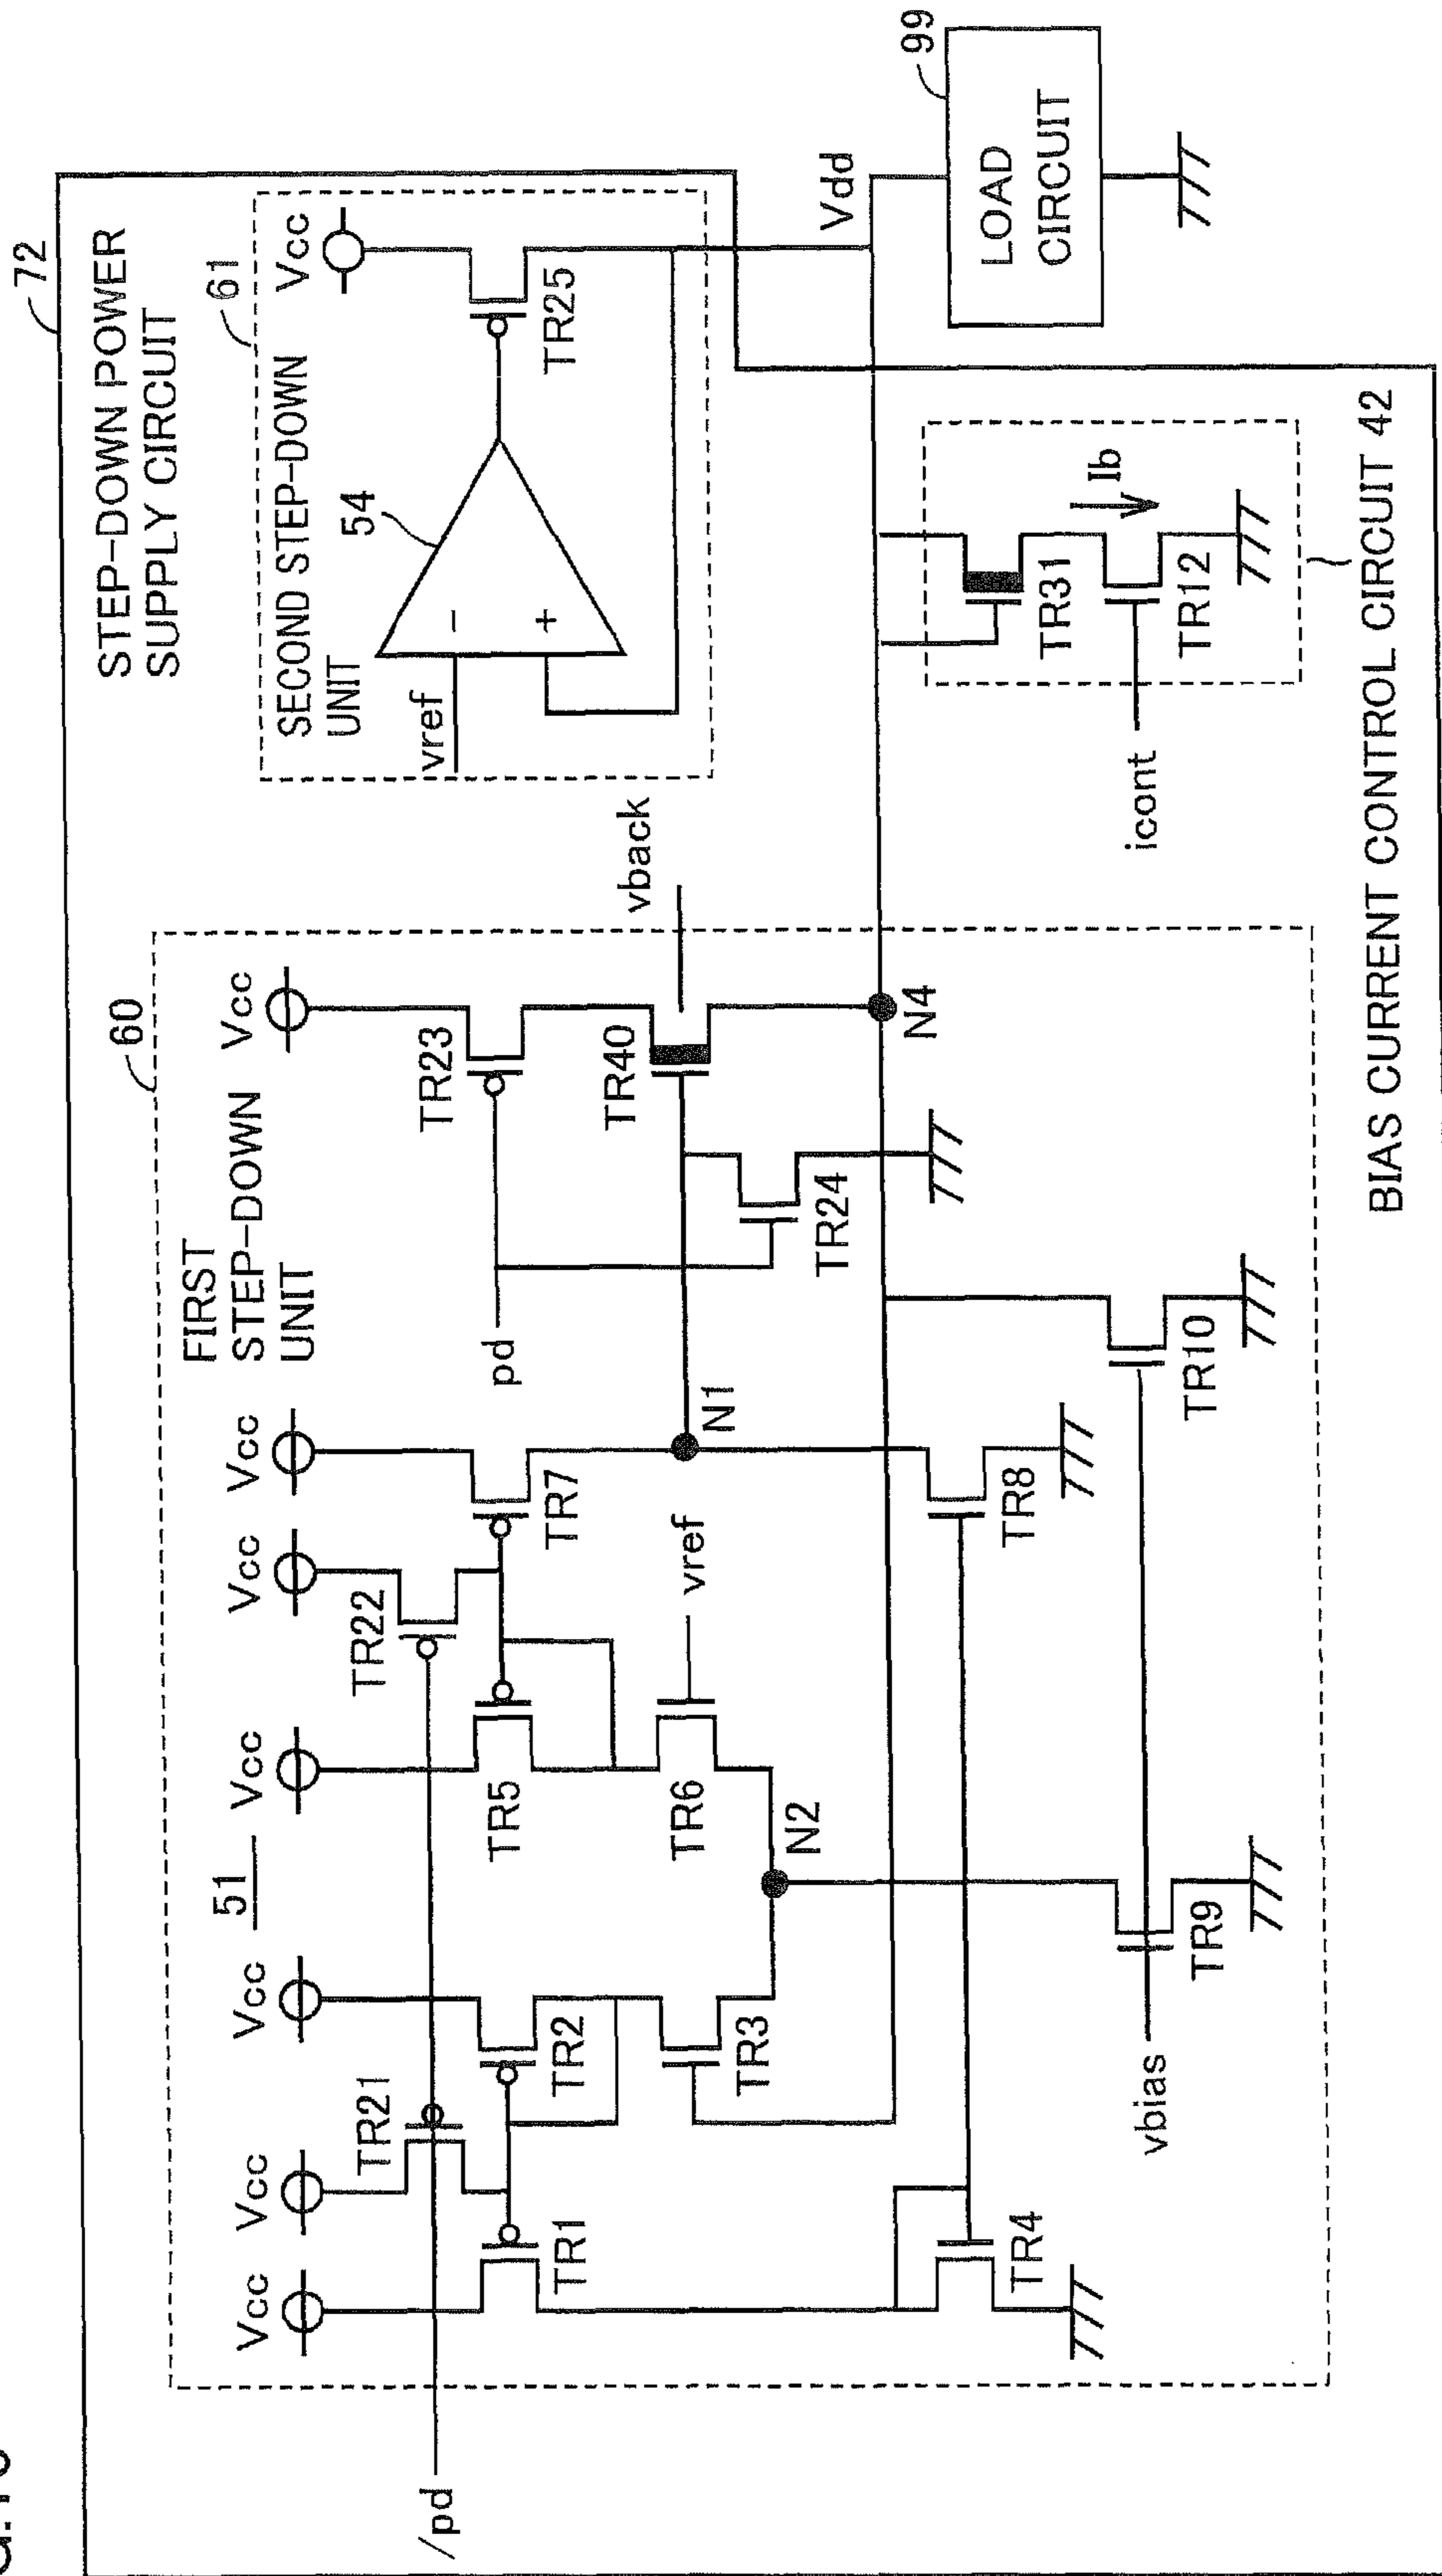 72
STEP-DOWN POWER
SUPPLY CIRCUIT
60
FIRST
STEP-DOWN
UNIT
61
SECOND STEP-DOWN
UNIT
51
Vcc
Vcc
Vcc
Vcc
Vcc
Vcc
Vcc
Vcc
/pd
TR21
TR22
pd
TR23
vref
54
-
+
TR25
TR1
TR2
TR5
TR7
TR3
TR6
vref
N1
TR40
vback
N2
TR24
Vdd
N4
99
LOAD
CIRCUIT
TR4
TR8
TR31
Ib
vbias
TR9
TR10
icont
TR12
BIAS CURRENT CONTROL CIRCUIT 42